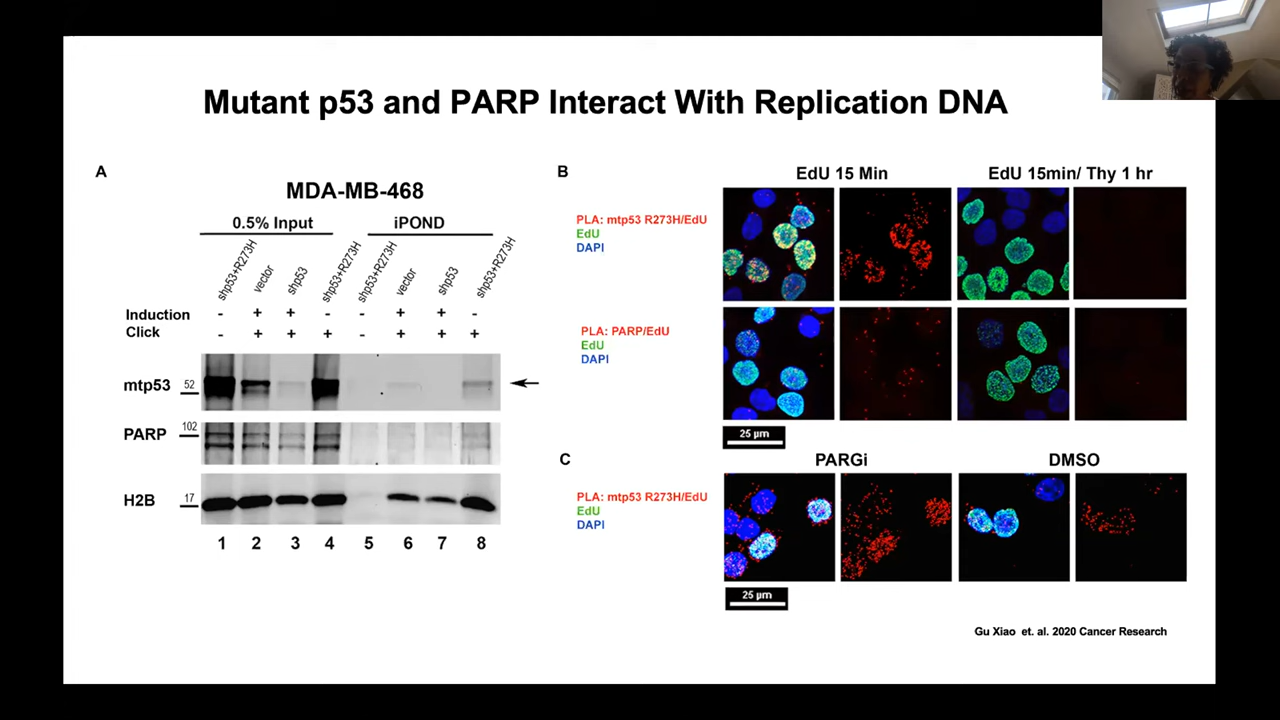 Mutant p53 and PARP Interact With Replication DNA
A
MDA-MB-468
0.5% Input
iPOND
shp53+R273H
vector
shp53
shp53+R273H
shp53+R273H
vector
shp53
shp53+R273H
Induction - + + - - + + -
Click - + + + - + + +
mtp53 52
PARP 102
H2B 17
1 2 3 4 5 6 7 8
B
EdU 15 Min
EdU 15min/ Thy 1 hr
PLA: mtp53 R273H/EdU
EdU
DAPI
PLA: PARP/EdU
EdU
DAPI
25 µm
C
PARGi
DMSO
PLA: mtp53 R273H/EdU
EdU
DAPI
25 µm
Gu Xiao et. al. 2020 Cancer Research